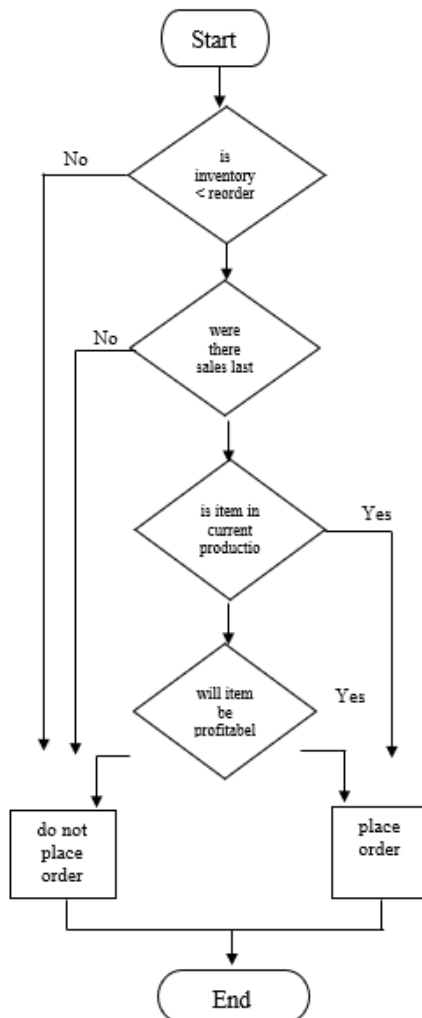 Start
No
is
inventory
< reorder
No
were
there
sales last
is item in
current
productio
Yes
will item
be
profitabel
Yes
do not
place
order
place
order
End